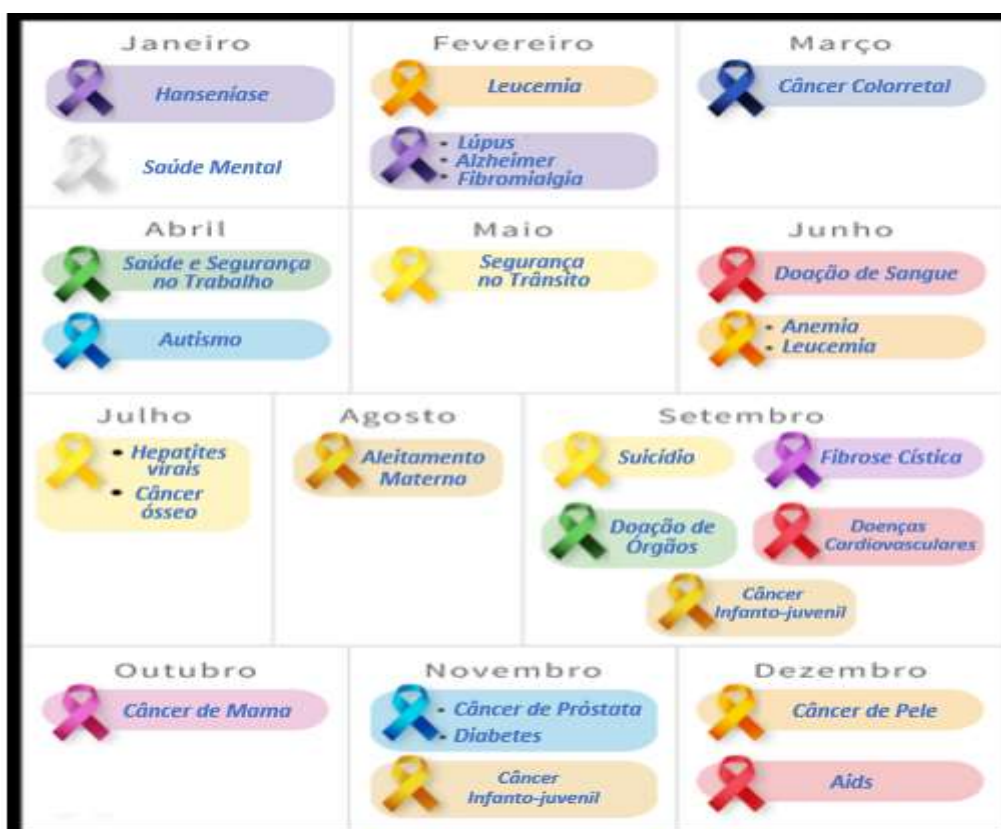 Janeiro
Hanseníase
Saúde Mental
Fevereiro
Leucemia
• Lúpus
• Alzheimer
• Fibromialgia
Março
Câncer Colorretal
Abril
Saúde e Segurança
no Trabalho
Autismo
Maio
Segurança
no Trânsito
Junho
Doação de Sangue
• Anemia
• Leucemia
Julho
• Hepatites
virais
• Câncer
ósseo
Agosto
Aleitamento
Materno
Setembro
Suicídio
Fibrose Cística
Doação de
Órgãos
Doenças
Cardiovasculares
Câncer
Infanto-juvenil
Outubro
Câncer de Mama
Novembro
• Câncer de Próstata
• Diabetes
Câncer
Infanto-juvenil
Dezembro
Câncer de Pele
Aids